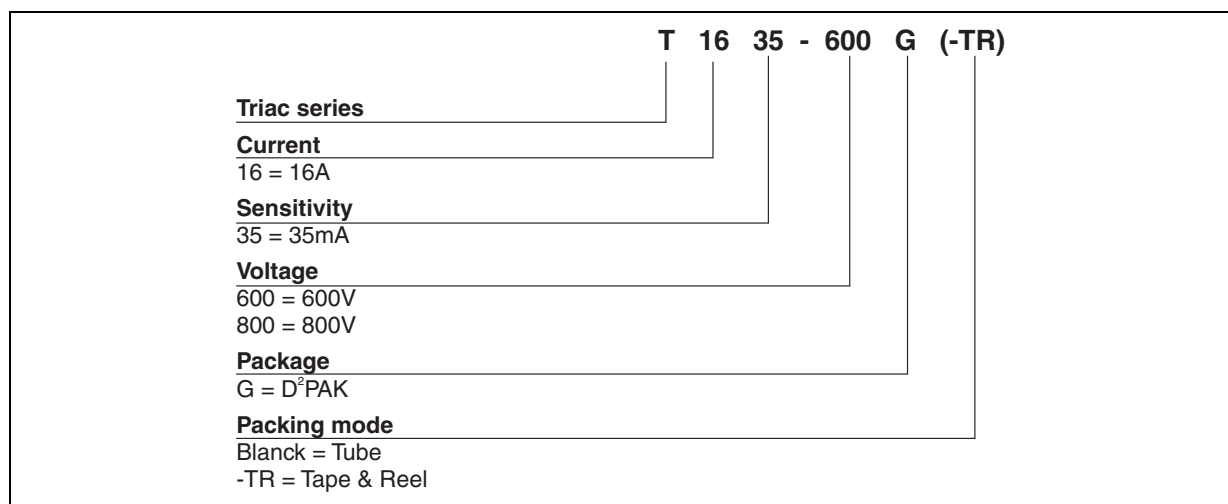 T 16 35 - 600 G (-TR)
Triac series
Current
16 = 16A
Sensitivity
35 = 35mA
Voltage
600 = 600V
800 = 800V
Package
G = D²PAK
Packing mode
Blanck = Tube
-TR = Tape & Reel